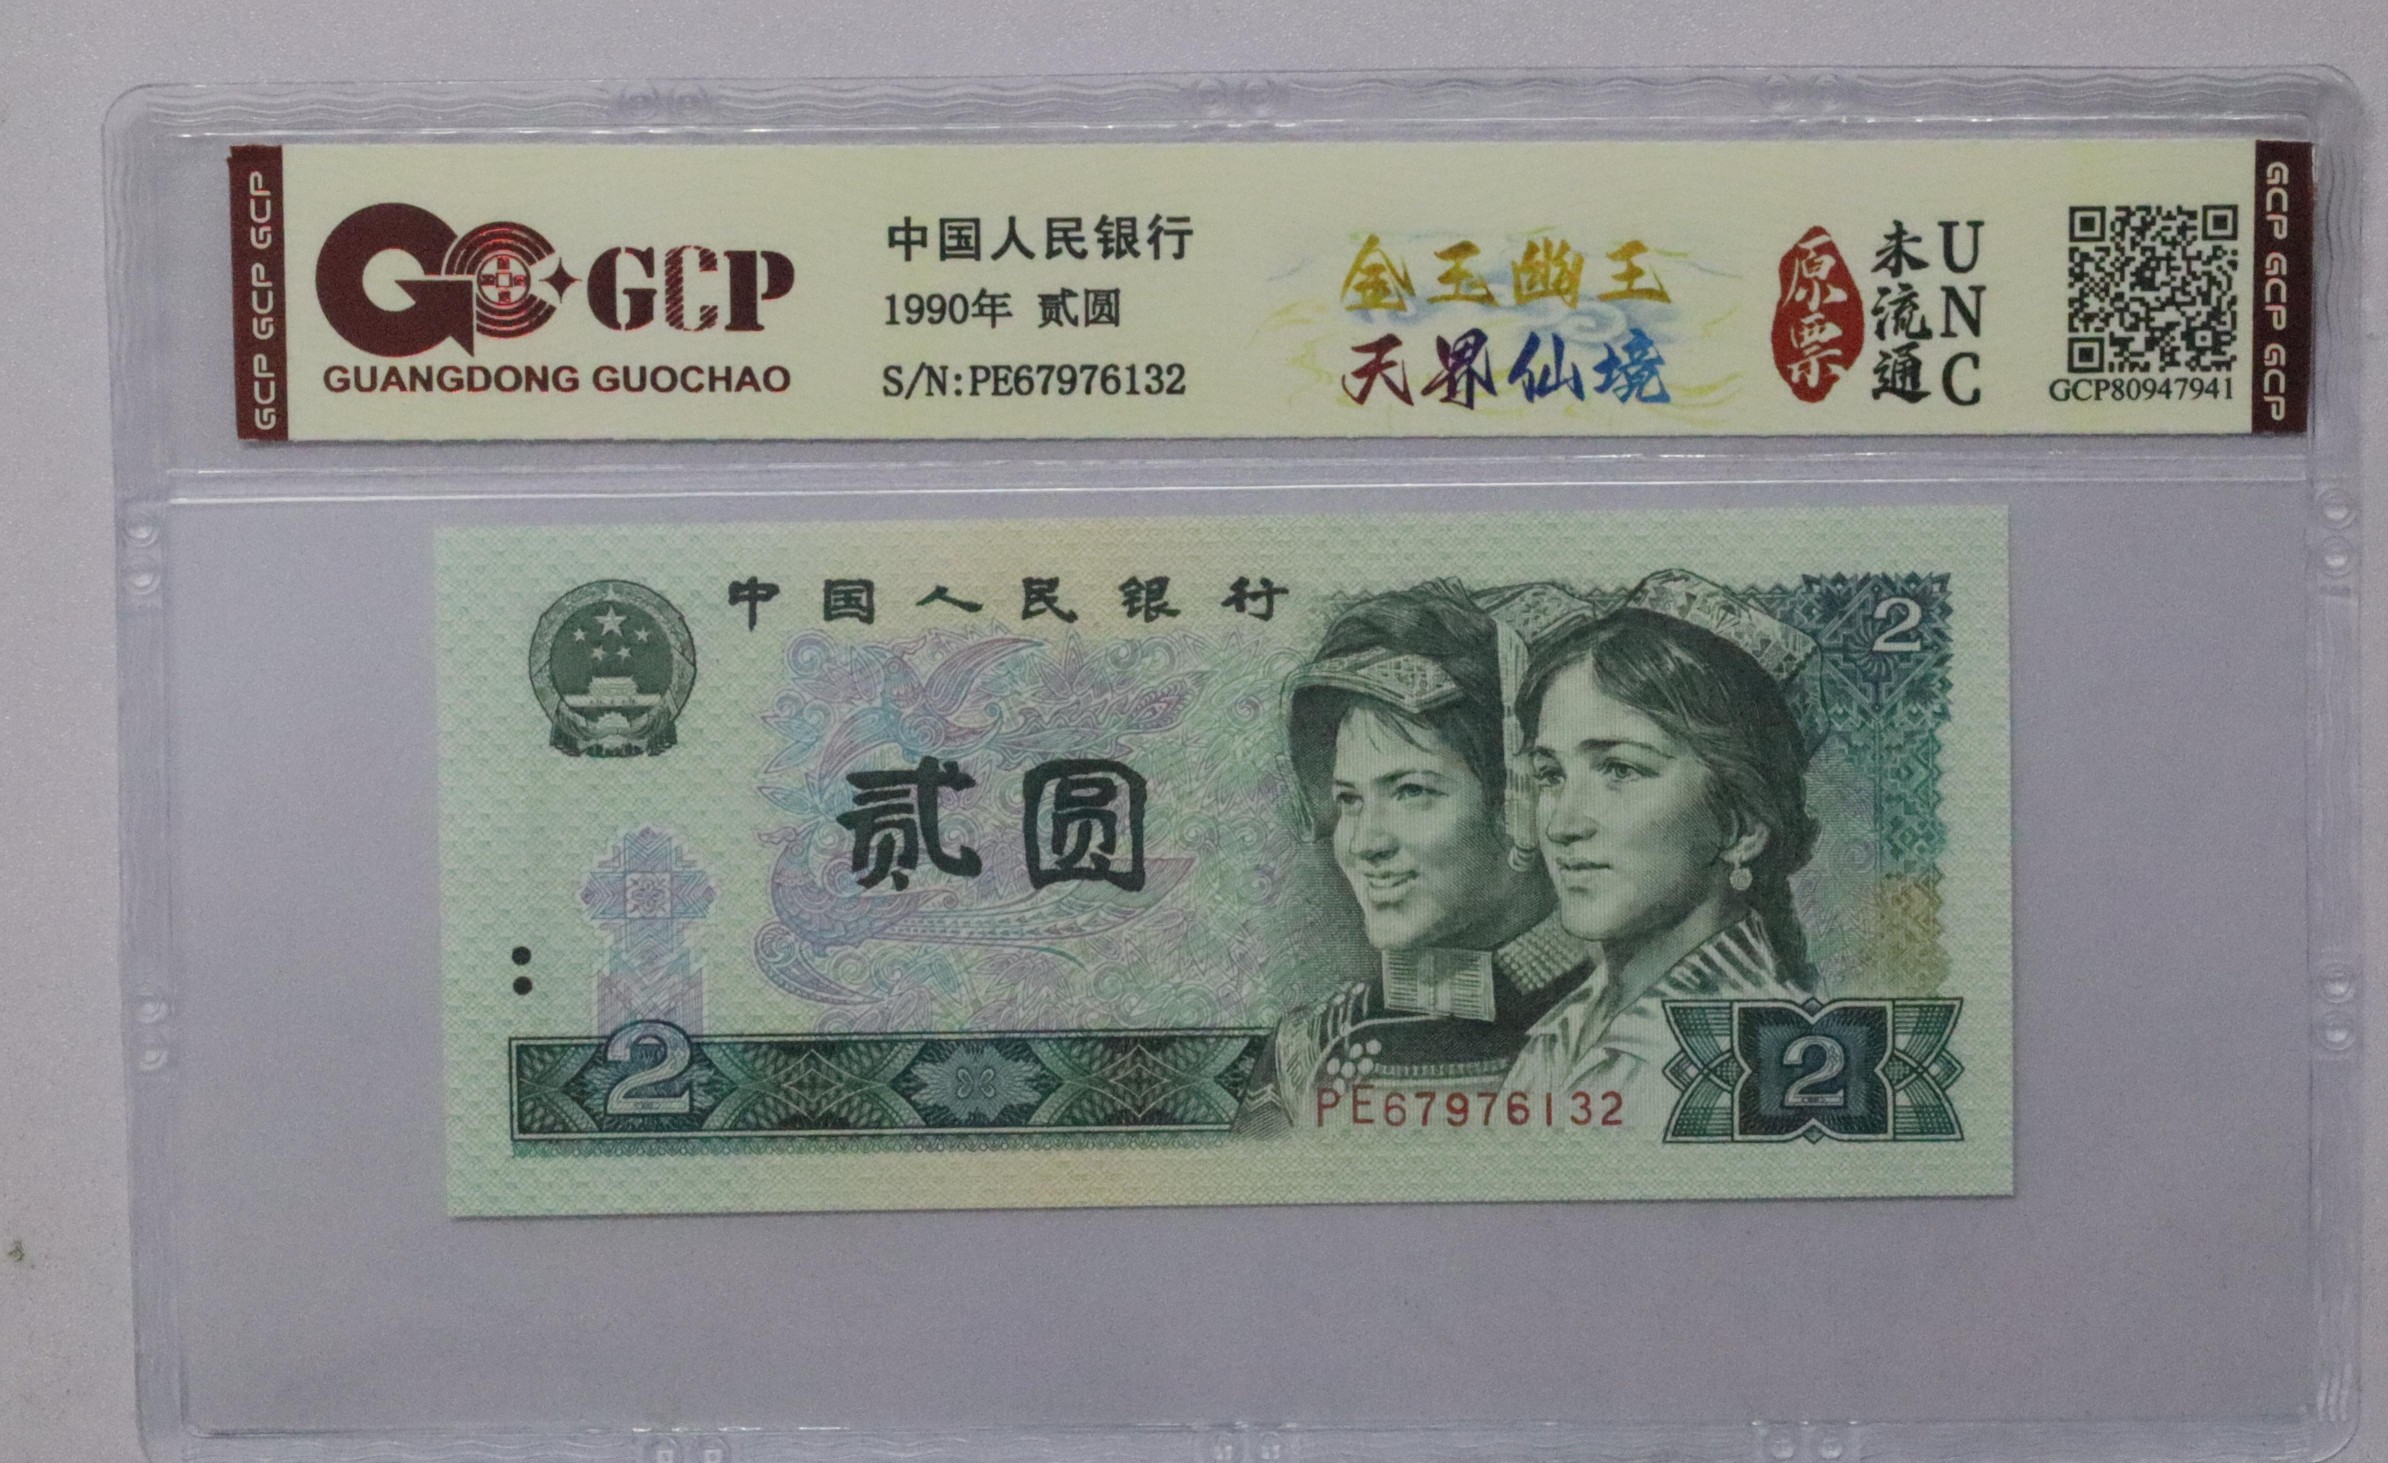 GCP GCP GCP
GCP
GUANGDONG GUOCHAO
中国人民银行
1990年 贰圆
S/N:PE67976132
金玉幽王
天界仙境
原票
未流通
UNC
GCP80947941
GCP GCP GCP
中国人民银行
2
贰圆
2
PE67976132
2